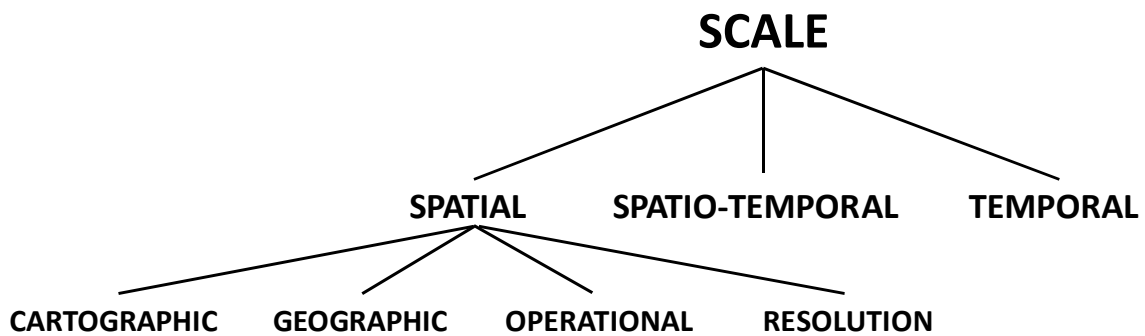 SCALE
SPATIAL SPATIO-TEMPORAL TEMPORAL
CARTOGRAPHIC GEOGRAPHIC OPERATIONAL RESOLUTION